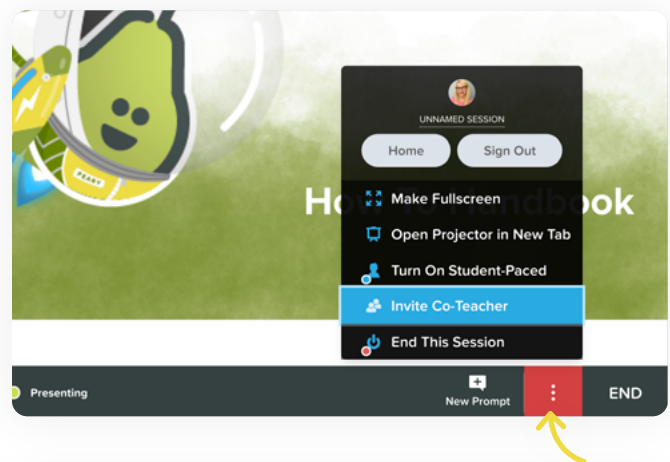 PEARY
UNNAMED SESSION
Home Sign Out
How To Handbook
Make Fullscreen
Open Projector in New Tab
Turn On Student-Paced
Invite Co-Teacher
End This Session
Presenting
New Prompt
END